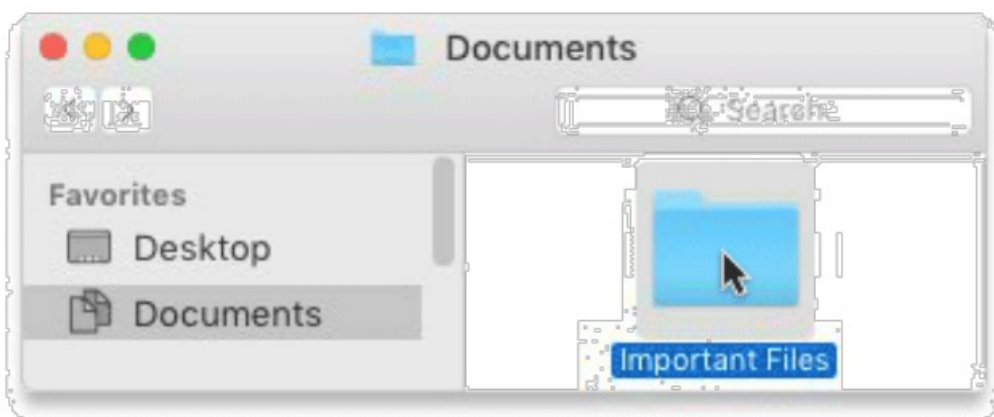 Documents
Search
Favorites
Desktop
Documents
Important Files